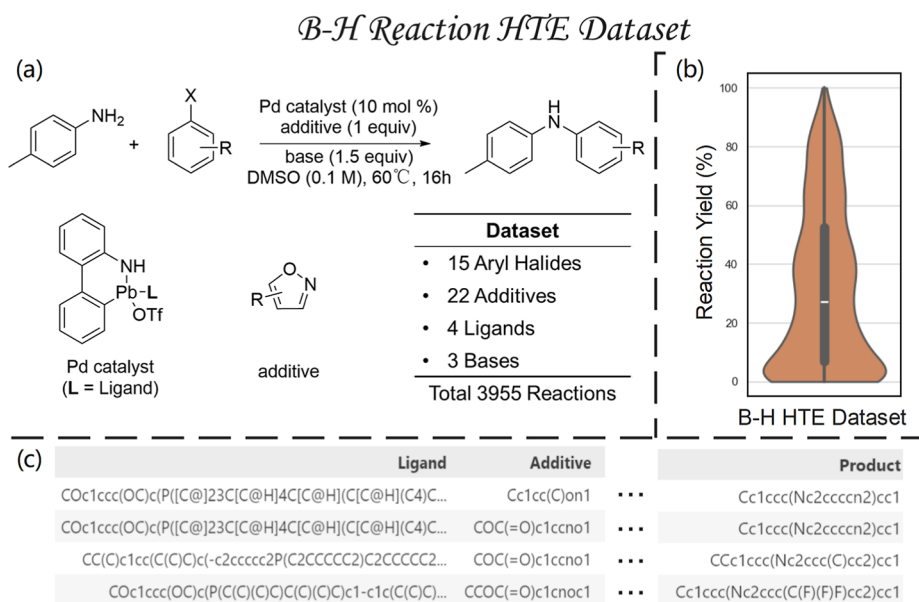 B-H Reaction HTE Dataset
(a)
NH₂
+
X
R
Pd catalyst (10 mol %)
additive (1 equiv)
base (1.5 equiv)
DMSO (0.1 M), 60℃, 16h
H
N
R
NH
Pb-L
OTf
Pd catalyst
(L = Ligand)
O
N
R
additive
Dataset
• 15 Aryl Halides
• 22 Additives
• 4 Ligands
• 3 Bases
Total 3955 Reactions
(b)
Reaction Yield (%)
100
80
60
40
20
0
B-H HTE Dataset
(c)
Ligand Additive Product
COc1ccc(OC)c(P([C@]23C[C@H]4C[C@H](C[C@H](C4)C... Cc1cc(C)on1 ... Cc1ccc(Nc2ccccn2)cc1
COc1ccc(OC)c(P([C@]23C[C@H]4C[C@H](C[C@H](C4)C... COC(=O)c1ccno1 ... Cc1ccc(Nc2ccccn2)cc1
CC(C)c1cc(C(C)C)c(-c2ccccc2P(C2CCCCC2)C2CCCCC2... COC(=O)c1ccno1 ... CCc1ccc(Nc2ccc(C)cc2)cc1
COc1ccc(OC)c(P(C(C)(C)C)C(C)(C)C)c1-c1c(C(C)C)... CCOC(=O)c1cnoc1 ... Cc1ccc(Nc2ccc(C(F)(F)F)cc2)cc1